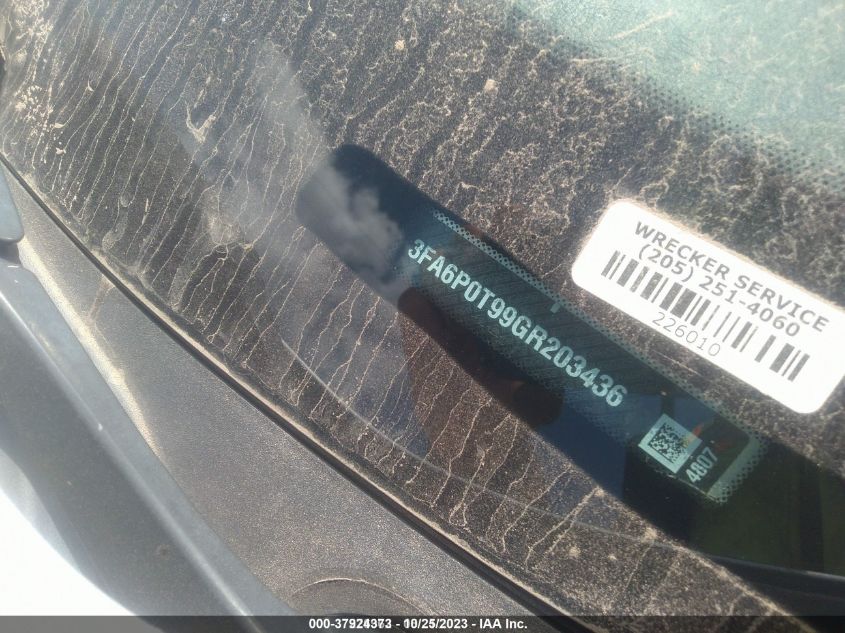 3FA6P0T99GR203436
4807
WRECKER SERVICE
(205) 251-4060
226010
000-37924373 - 10/25/2023 - IAA Inc.